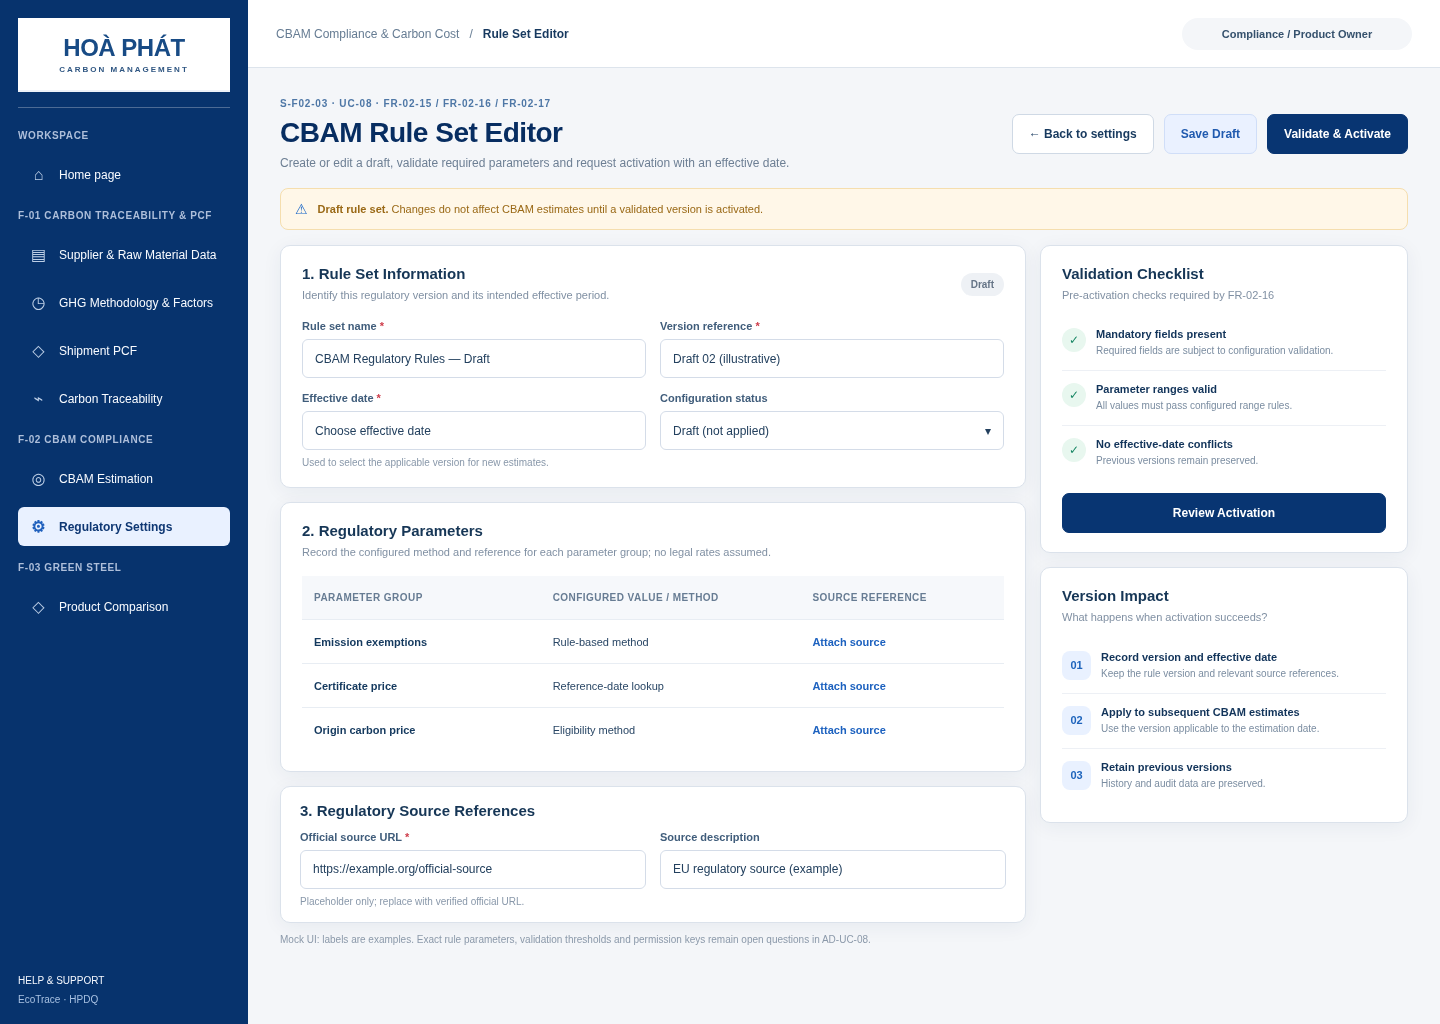 HOÀ PHÁT
CARBON MANAGEMENT
WORKSPACE
Home page
F-01 CARBON TRACEABILITY & PCF
Supplier & Raw Material Data
GHG Methodology & Factors
Shipment PCF
Carbon Traceability
F-02 CBAM COMPLIANCE
CBAM Estimation
Regulatory Settings
F-03 GREEN STEEL
Product Comparison
HELP & SUPPORT
EcoTrace · HPDQ
CBAM Compliance & Carbon Cost / Rule Set Editor
Compliance / Product Owner
S-F02-03 · UC-08 · FR-02-15 / FR-02-16 / FR-02-17
CBAM Rule Set Editor
Create or edit a draft, validate required parameters and request activation with an effective date.
← Back to settings
Save Draft
Validate & Activate
⚠ Draft rule set. Changes do not affect CBAM estimates until a validated version is activated.
1. Rule Set Information
Identify this regulatory version and its intended effective period.
Draft
Rule set name *
Version reference *
CBAM Regulatory Rules — Draft
Draft 02 (illustrative)
Effective date *
Configuration status
Choose effective date
Draft (not applied) ▾
Used to select the applicable version for new estimates.
2. Regulatory Parameters
Record the configured method and reference for each parameter group; no legal rates assumed.
PARAMETER GROUP CONFIGURED VALUE / METHOD SOURCE REFERENCE
Emission exemptions Rule-based method Attach source
Certificate price Reference-date lookup Attach source
Origin carbon price Eligibility method Attach source
3. Regulatory Source References
Official source URL *
Source description
https://example.org/official-source
EU regulatory source (example)
Placeholder only; replace with verified official URL.
Mock UI: labels are examples. Exact rule parameters, validation thresholds and permission keys remain open questions in AD-UC-08.
Validation Checklist
Pre-activation checks required by FR-02-16
✓ Mandatory fields present
Required fields are subject to configuration validation.
✓ Parameter ranges valid
All values must pass configured range rules.
✓ No effective-date conflicts
Previous versions remain preserved.
Review Activation
Version Impact
What happens when activation succeeds?
01 Record version and effective date
Keep the rule version and relevant source references.
02 Apply to subsequent CBAM estimates
Use the version applicable to the estimation date.
03 Retain previous versions
History and audit data are preserved.